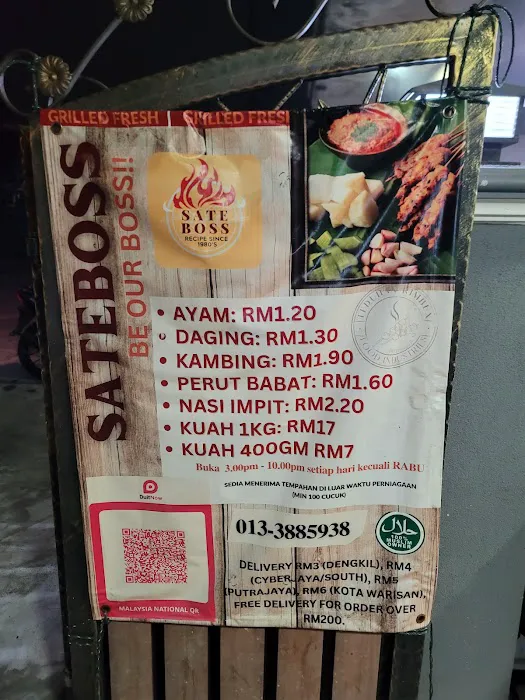 GRILLED FRESH | GRILLED FRESH
SATEBOSS
BE OUR BOSS!!
SATE
BOSS
RECIPE SINCE
1980'S
• AYAM: RM1.20
• DAGING: RM1.30
• KAMBING: RM1.90
• PERUT BABAT: RM1.60
• NASI IMPIT: RM2.20
• KUAH 1KG: RM17
• KUAH 400GM RM7
Buka 3.00pm - 10.00pm setiap hari kecuali RABU
SEDIA MENERIMA TEMPAHAN DI LUAR WAKTU PERNIAGAAN
(MIN 100 CUCUK)
DuitNow
MALAYSIA NATIONAL QR
013-3885938
حلال
100%
MUSLIM
OWNER
DELIVERY RM3 (DENGKIL), RM4
(CYBERJAYA/SOUTH), RM5
(PUTRAJAYA), RM6 (KOTA WARISAN),
FREE DELIVERY FOR ORDER OVER
RM200.